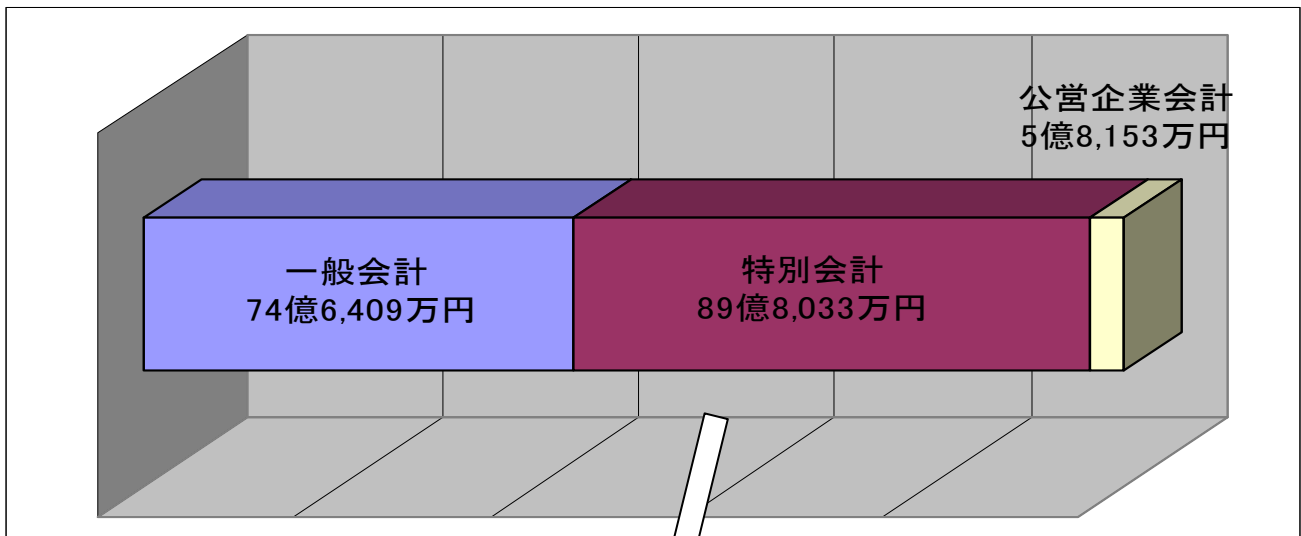 公営企業会計
5億8,153万円
一般会計
74億6,409万円
特別会計
89億8,033万円